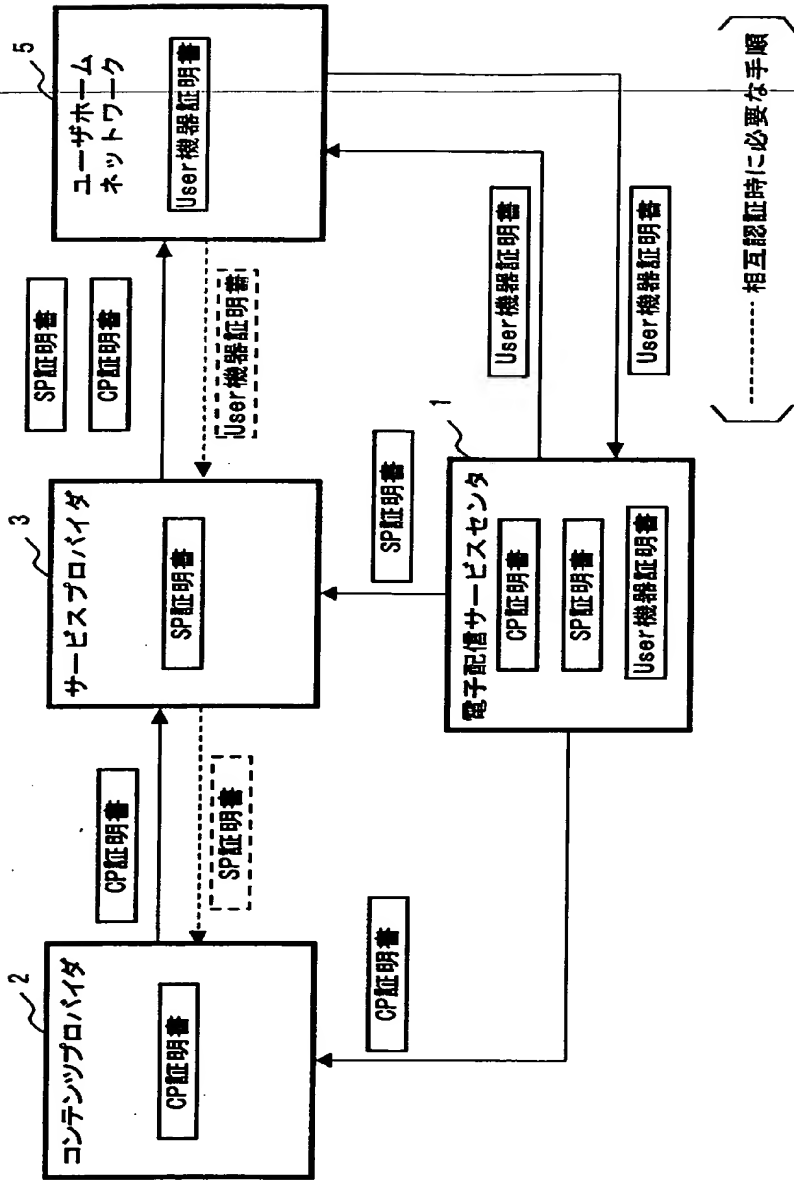 2
コンテンツプロバイダ
CP証明書
CP証明書
SP証明書
3
サービスプロバイダ
SP証明書
SP証明書
CP証明書
User機器証明書
5
ユーザホーム
ネットワーク
User機器証明書
CP証明書
SP証明書
1
電子配信サービスセンタ
CP証明書
SP証明書
User機器証明書
User機器証明書
User機器証明書
相互認証時に必要な手順